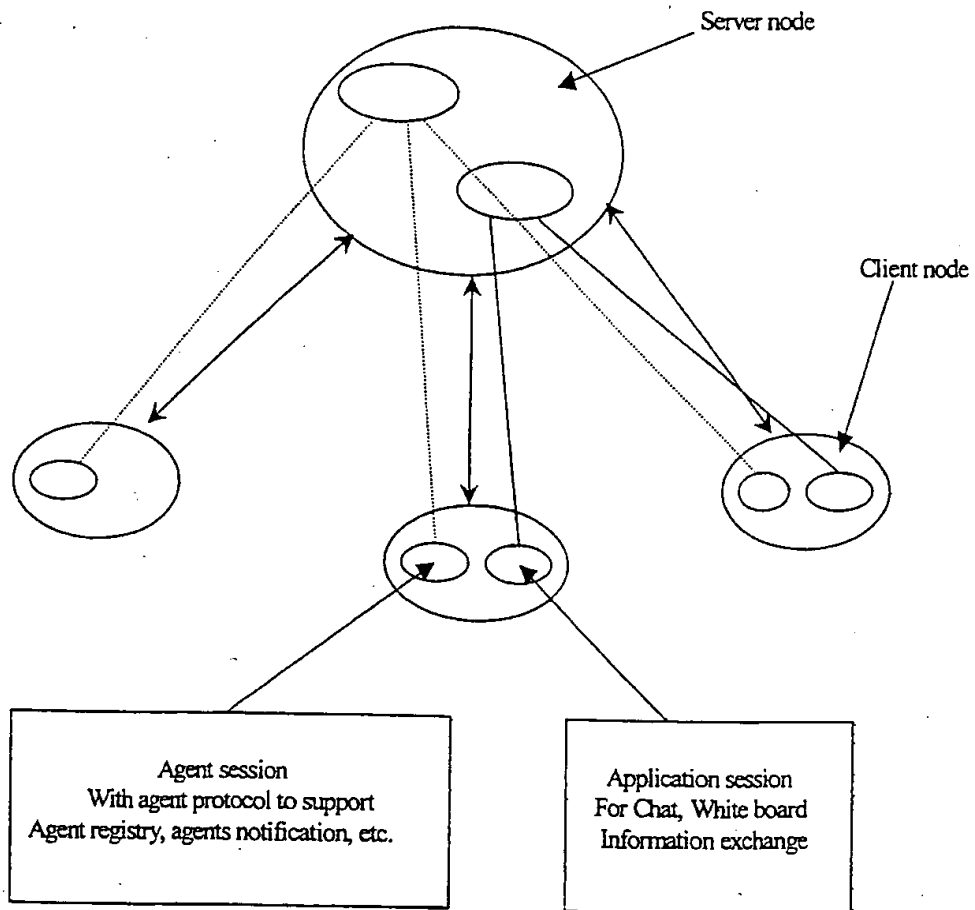 Server node
Client node
Agent session
With agent protocol to support
Agent registry, agents notification, etc.
Application session
For Chat, White board
Information exchange